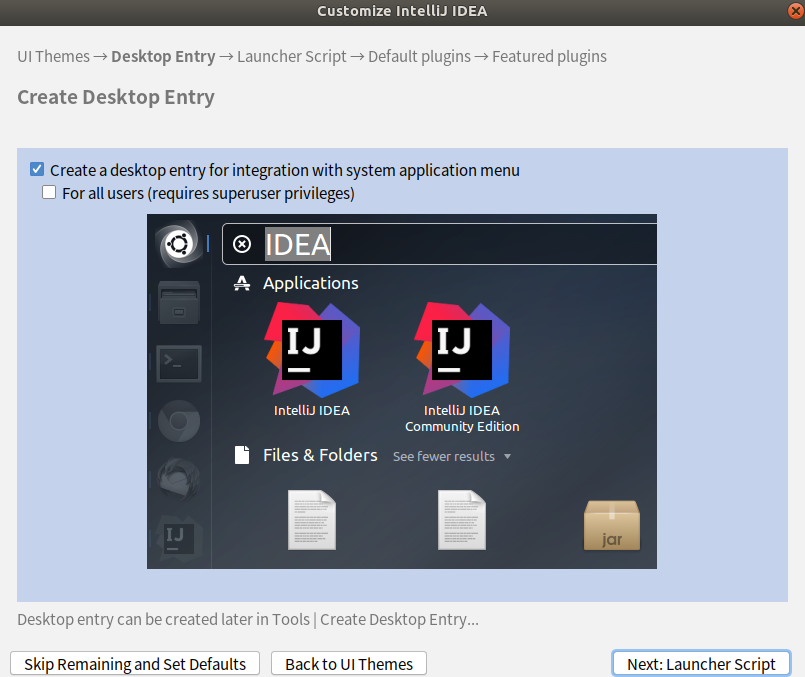 Customize IntelliJ IDEA
UI Themes → Desktop Entry → Launcher Script → Default plugins → Featured plugins
Create Desktop Entry
Create a desktop entry for integration with system application menu
For all users (requires superuser privileges)
IDEA
Applications
IJ
IJ
IntelliJ IDEA
IntelliJ IDEA
Community Edition
Files & Folders See fewer results
IJ
jar
Desktop entry can be created later in Tools | Create Desktop Entry...
Skip Remaining and Set Defaults
Back to UI Themes
Next: Launcher Script